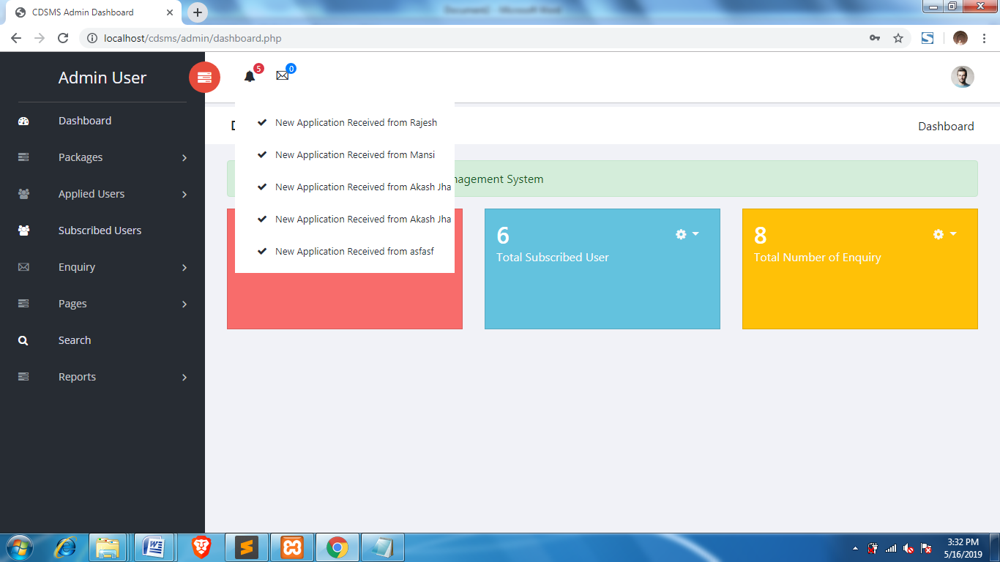 Document2 - Microsoft Word
CDSMS Admin Dashboard
localhost/cdsms/admin/dashboard.php
Admin User
5
0
Dashboard
Packages
Applied Users
Subscribed Users
Enquiry
Pages
Search
Reports
New Application Received from Rajesh
New Application Received from Mansi
New Application Received from Akash Jha
New Application Received from Akash Jha
New Application Received from asfasf
Dashboard
System
6
Total Subscribed User
8
Total Number of Enquiry
3:32 PM
5/16/2019